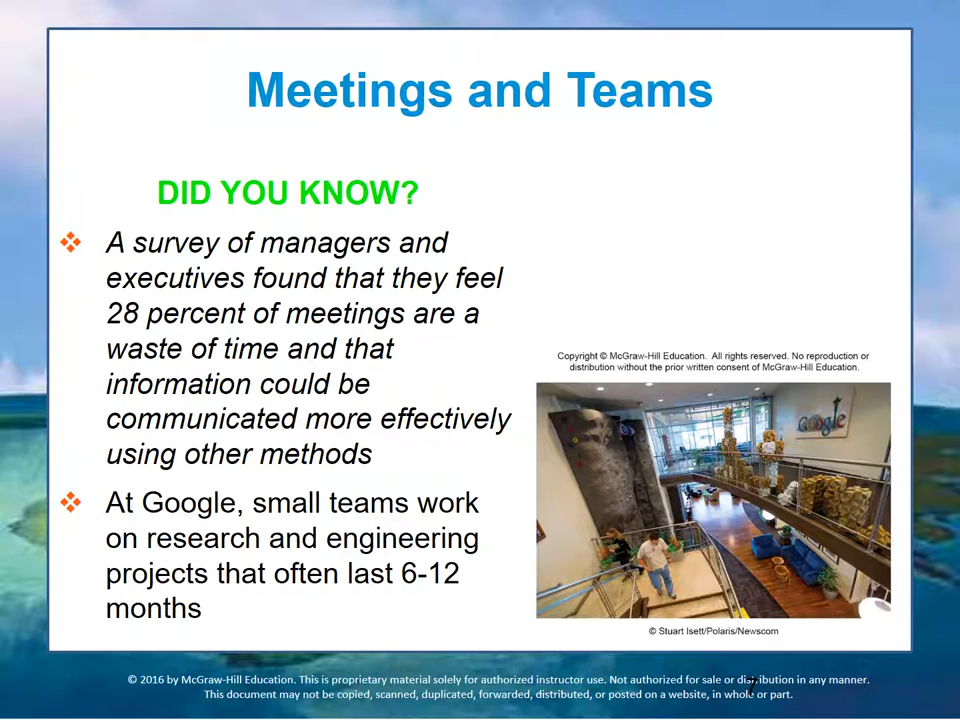 Meetings and Teams
DID YOU KNOW?
❖ A survey of managers and
executives found that they feel
28 percent of meetings are a
waste of time and that
information could be
communicated more effectively
using other methods
❖ At Google, small teams work
on research and engineering
projects that often last 6-12
months
Copyright © McGraw-Hill Education. All rights reserved. No reproduction or
distribution without the prior written consent of McGraw-Hill Education.
Google
© Stuart Isett/Polaris/Newscom
© 2016 by McGraw-Hill Education. This is proprietary material solely for authorized instructor use. Not authorized for sale or distribution in any manner.
This document may not be copied, scanned, duplicated, forwarded, distributed, or posted on a website, in whole or part.
7